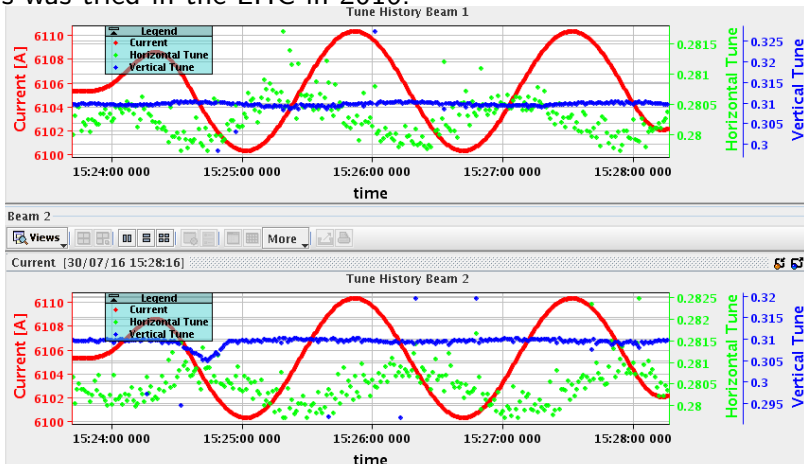 s was tried in the LHC in 2016.
Tune History Beam 1
Legend
Current
Horizontal Tune
Vertical Tune
Current [A]
6110
6108
6106
6104
6102
6100
0.2815
0.281
0.2805
0.28
Horizontal Tune
0.325
0.32
0.315
0.31
0.305
0.3
Vertical Tune
15:24:00 000 15:25:00 000 15:26:00 000 15:27:00 000 15:28:00 000
time
Beam 2
Views More
Current [30/07/16 15:28:16]
Tune History Beam 2
Legend
Current
Horizontal Tune
Vertical Tune
Current [A]
6110
6108
6106
6104
6102
6100
0.2825
0.282
0.2815
0.281
0.2805
0.28
Horizontal Tune
0.32
0.315
0.31
0.305
0.3
0.295
Vertical Tune
15:24:00 000 15:25:00 000 15:26:00 000 15:27:00 000 15:28:00 000
time